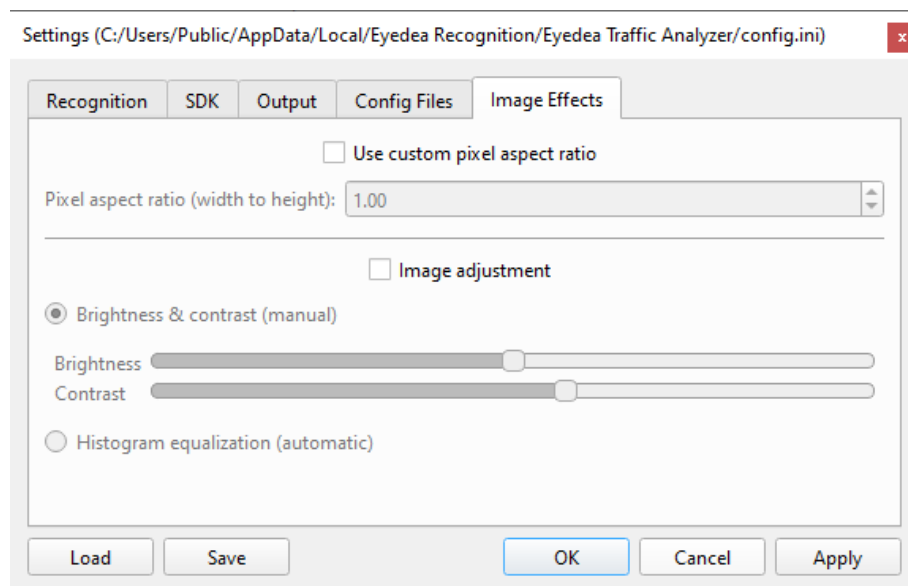 Settings (C:/Users/Public/AppData/Local/Eyedea Recognition/Eyedea Traffic Analyzer/config.ini) x
Recognition SDK Output Config Files Image Effects
Use custom pixel aspect ratio
Pixel aspect ratio (width to height): 1.00
Image adjustment
Brightness & contrast (manual)
Brightness
Contrast
Histogram equalization (automatic)
Load Save OK Cancel Apply